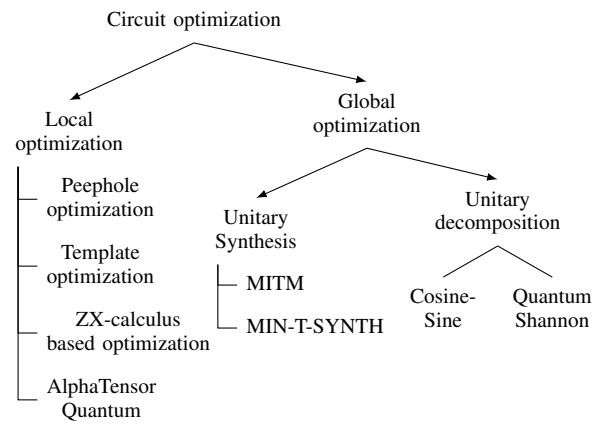 Circuit optimization
Local
optimization
Peephole
optimization
Template
optimization
ZX-calculus
based optimization
AlphaTensor
Quantum
Global
optimization
Unitary
Synthesis
MITM
MIN-T-SYNTH
Unitary
decomposition
Cosine-
Sine
Quantum
Shannon